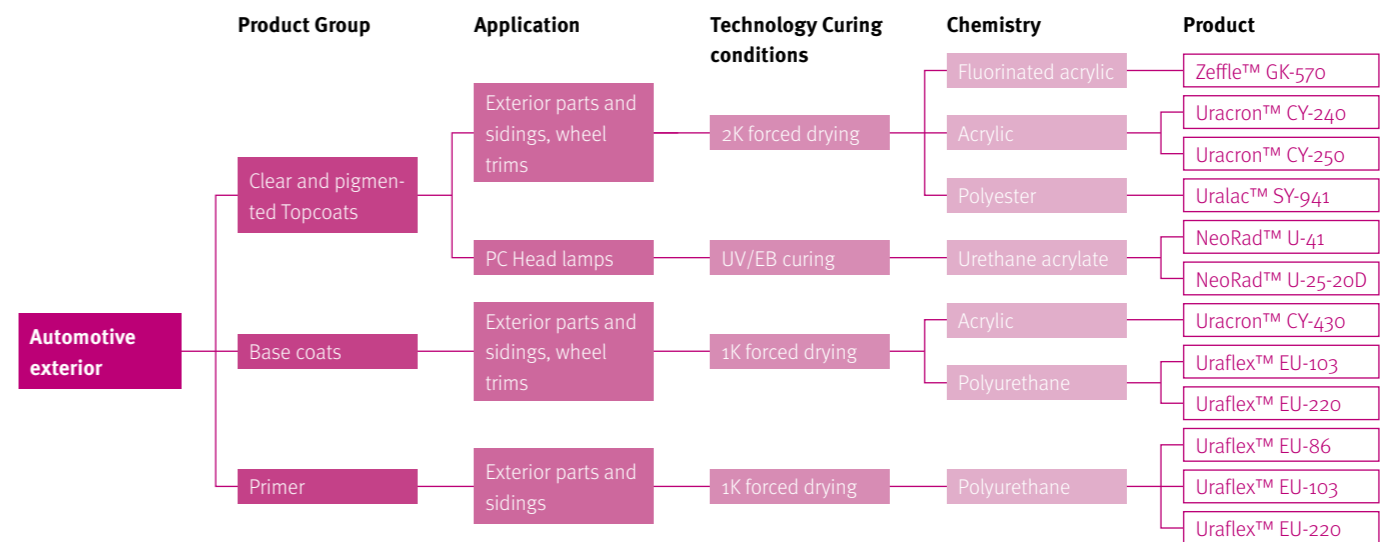 Product Group
Application
Technology Curing
conditions
Chemistry
Product
Automotive
exterior
Clear and pigmen-
ted Topcoats
Exterior parts and
sidings, wheel
trims
2K forced drying
Fluorinated acrylic
Zeffle™ GK-570
Acrylic
Uracron™ CY-240
Uracron™ CY-250
Polyester
Uralac™ SY-941
PC Head lamps
UV/EB curing
Urethane acrylate
NeoRad™ U-41
NeoRad™ U-25-20D
Base coats
Exterior parts and
sidings, wheel
trims
1K forced drying
Acrylic
Uracron™ CY-430
Polyurethane
Uraflex™ EU-103
Uraflex™ EU-220
Primer
Exterior parts and
sidings
1K forced drying
Polyurethane
Uraflex™ EU-86
Uraflex™ EU-103
Uraflex™ EU-220